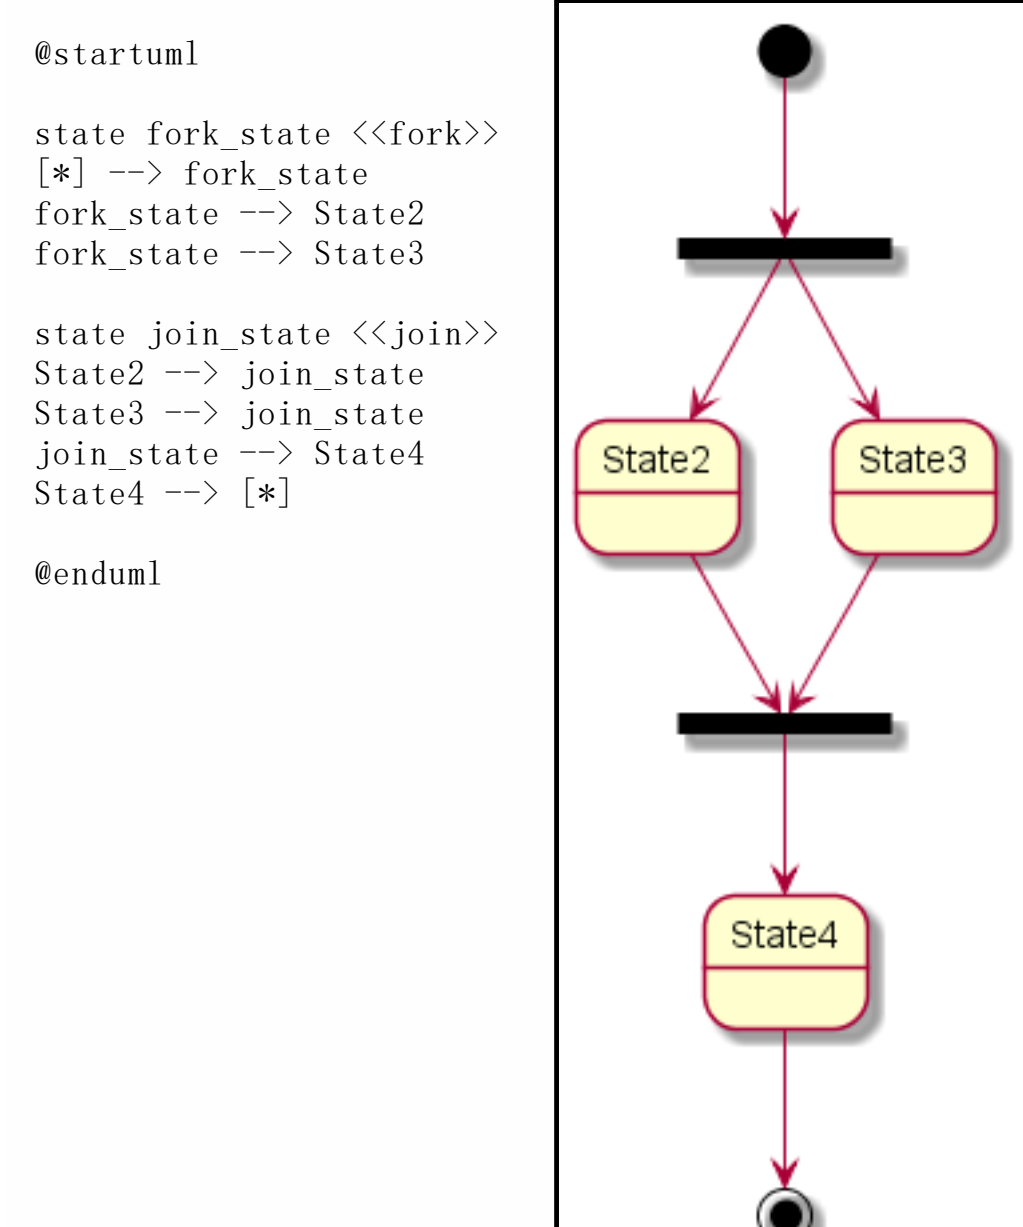 @startuml
state fork_state <<fork>>
[*] --> fork_state
fork_state --> State2
fork_state --> State3
state join_state <<join>>
State2 --> join_state
State3 --> join_state
join_state --> State4
State4 --> [*]
@enduml
State2
State3
State4